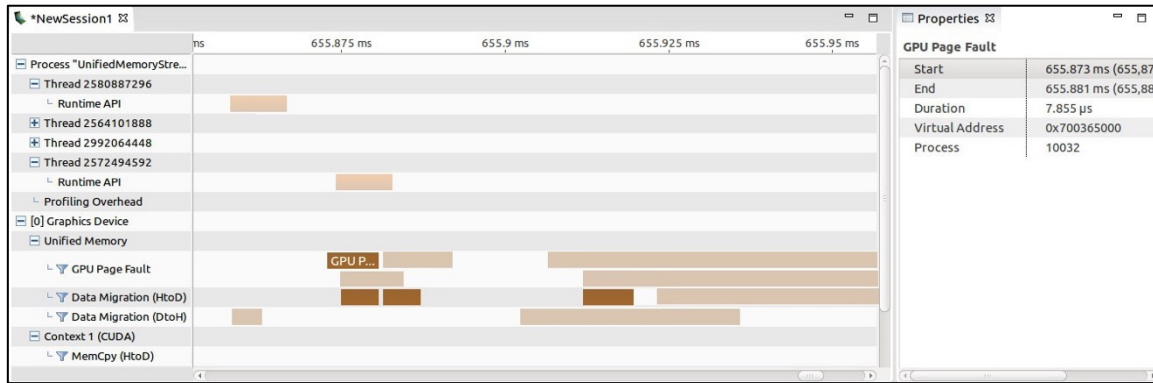 *NewSession1
Properties
ms 655.875 ms 655.9 ms 655.925 ms 655.95 ms
GPU Page Fault
Process "UnifiedMemoryStre...
Start 655.873 ms (655,87
Thread 2580887296
End 655.881 ms (655,88
Runtime API
Duration 7.855 µs
Thread 2564101888
Virtual Address 0x700365000
Thread 2992064448
Process 10032
Thread 2572494592
Runtime API
Profiling Overhead
[0] Graphics Device
Unified Memory
GPU Page Fault GPU P...
Data Migration (HtoD)
Data Migration (DtoH)
Context 1 (CUDA)
MemCpy (HtoD)